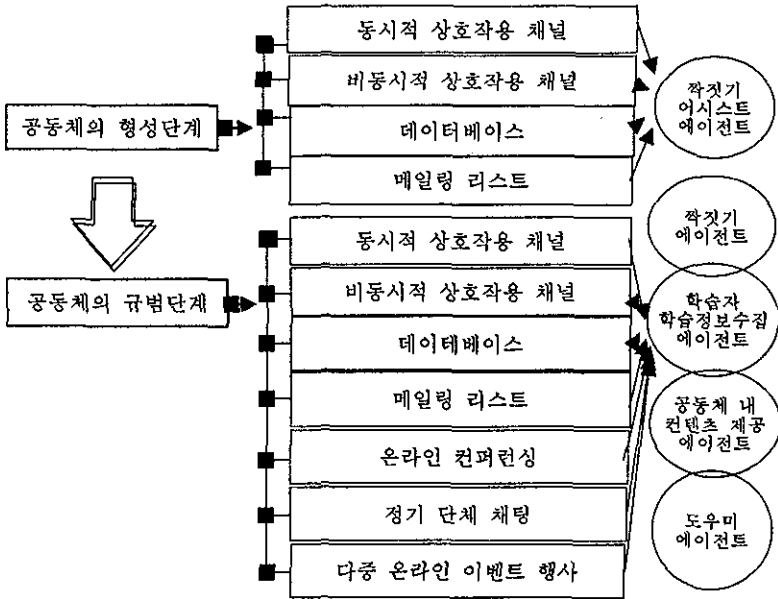 동시적 상호작용 채널
비동시적 상호작용 채널
데이터베이스
메일링 리스트
공동체의 형성단계
짝짓기
어시스트
에이전트
공동체의 규범단계
동시적 상호작용 채널
비동시적 상호작용 채널
데이테베이스
메일링 리스트
온라인 컨퍼런싱
정기 단체 채팅
다중 온라인 이벤트 행사
짝짓기
에이전트
학습자
학습정보수집
에이전트
공동체 내
컨텐츠 제공
에이전트
도우미
에이전트